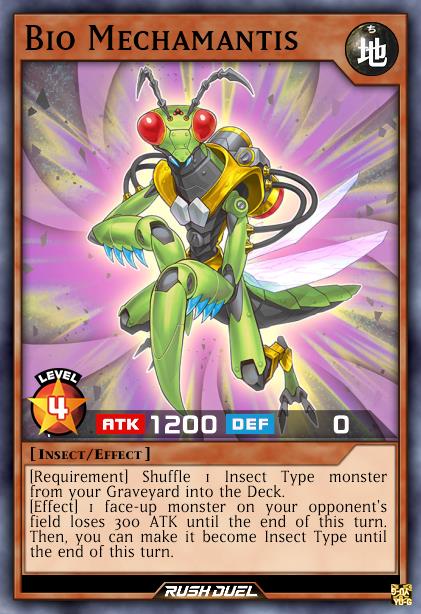 BIO MECHAMANTIS
ち
地
LEVEL
4
ATK 1200 DEF 0
[INSECT/EFFECT]
[Requirement] Shuffle 1 Insect Type monster
from your Graveyard into the Deck.
[Effect] 1 face-up monster on your opponent's
field loses 300 ATK until the end of this turn.
Then, you can make it become Insect Type until
the end of this turn.
RUSH DUEL